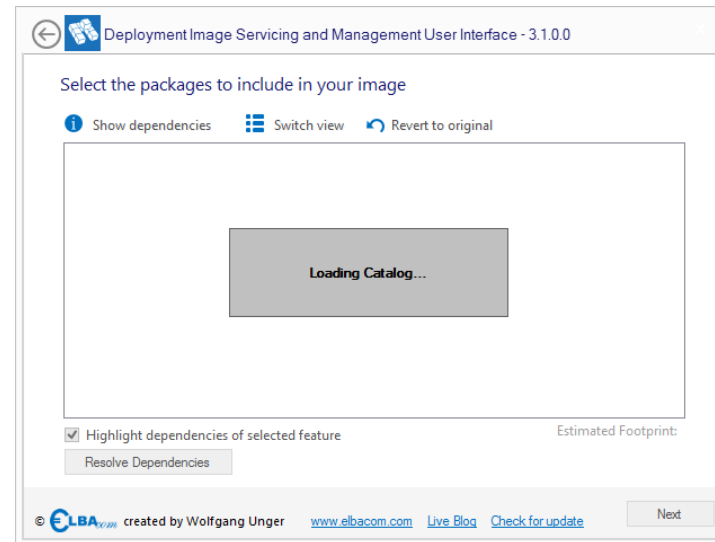 Deployment Image Servicing and Management User Interface - 3.1.0.0
Select the packages to include in your image
Show dependencies Switch view Revert to original
Loading Catalog...
Highlight dependencies of selected feature Estimated Footprint:
Resolve Dependencies
© ELBAcom created by Wolfgang Unger www.elbacom.com Live Blog Check for update Next